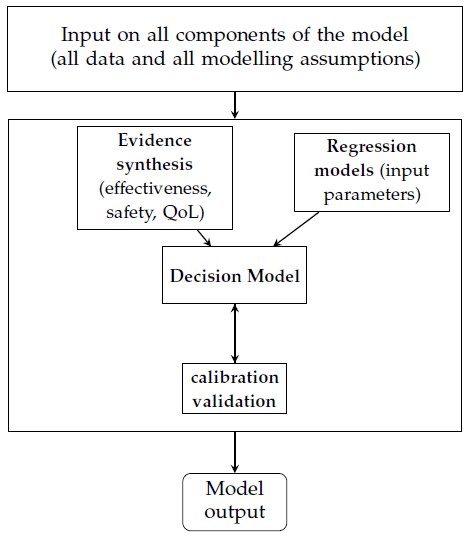 Input on all components of the model
(all data and all modelling assumptions)
Evidence
synthesis
(effectiveness,
safety, QoL)
Regression
models (input
parameters)
Decision Model
calibration
validation
Model
output